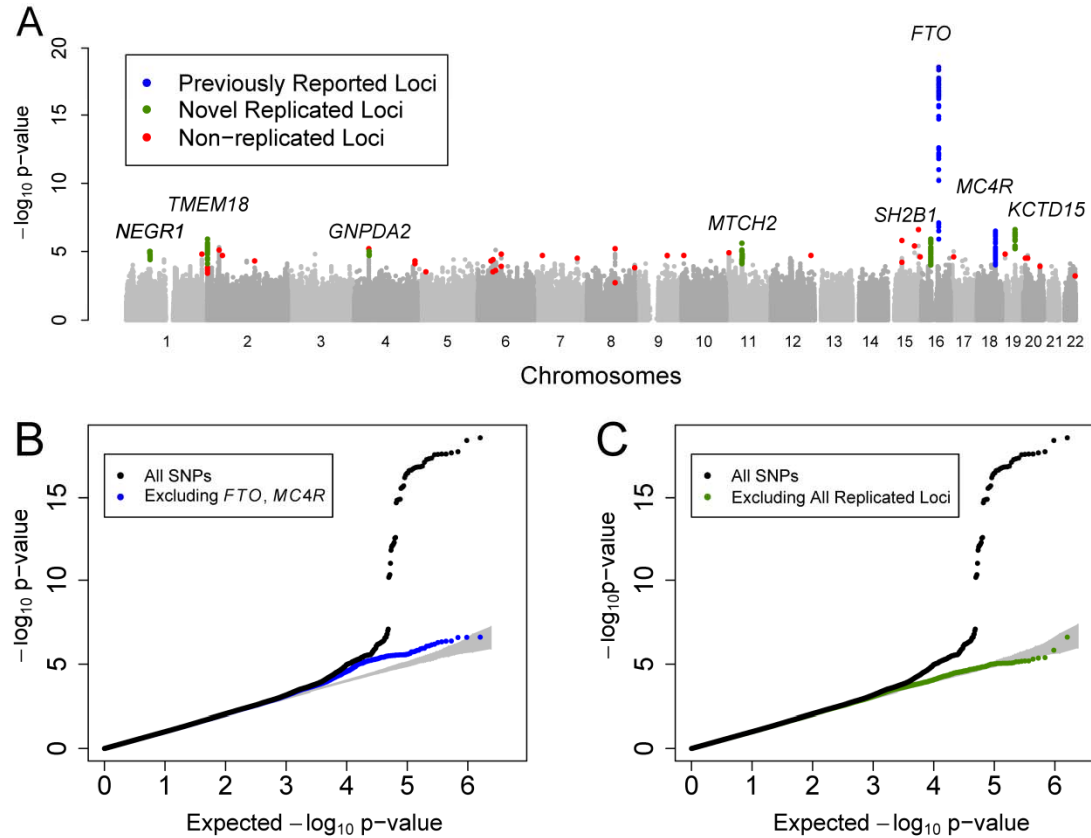 A
FTO
Previously Reported Loci
Novel Replicated Loci
Non−replicated Loci
TMEM18
NEGR1
GNPDA2
MTCH2
SH2B1
MC4R
KCTD15
−log10 p−value
0 5 10 15 20
1 2 3 4 5 6 7 8 9 10 11 12 13 14 15 16 17 18 19 20 21 22
Chromosomes
B
All SNPs
Excluding FTO, MC4R
−log10 p−value
0 5 10 15
0 1 2 3 4 5 6
Expected −log10 p−value
C
All SNPs
Excluding All Replicated Loci
−log10p−value
0 5 10 15
0 1 2 3 4 5 6
Expected −log10 p−value